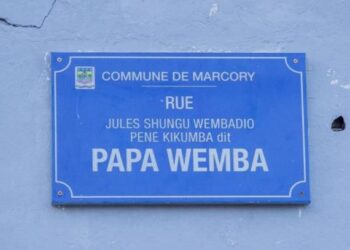 COMMUNE DE MARCORY
RUE
JULES SHUNGU WEMBADIO
PENE KIKUMBA dit
PAPA WEMBA